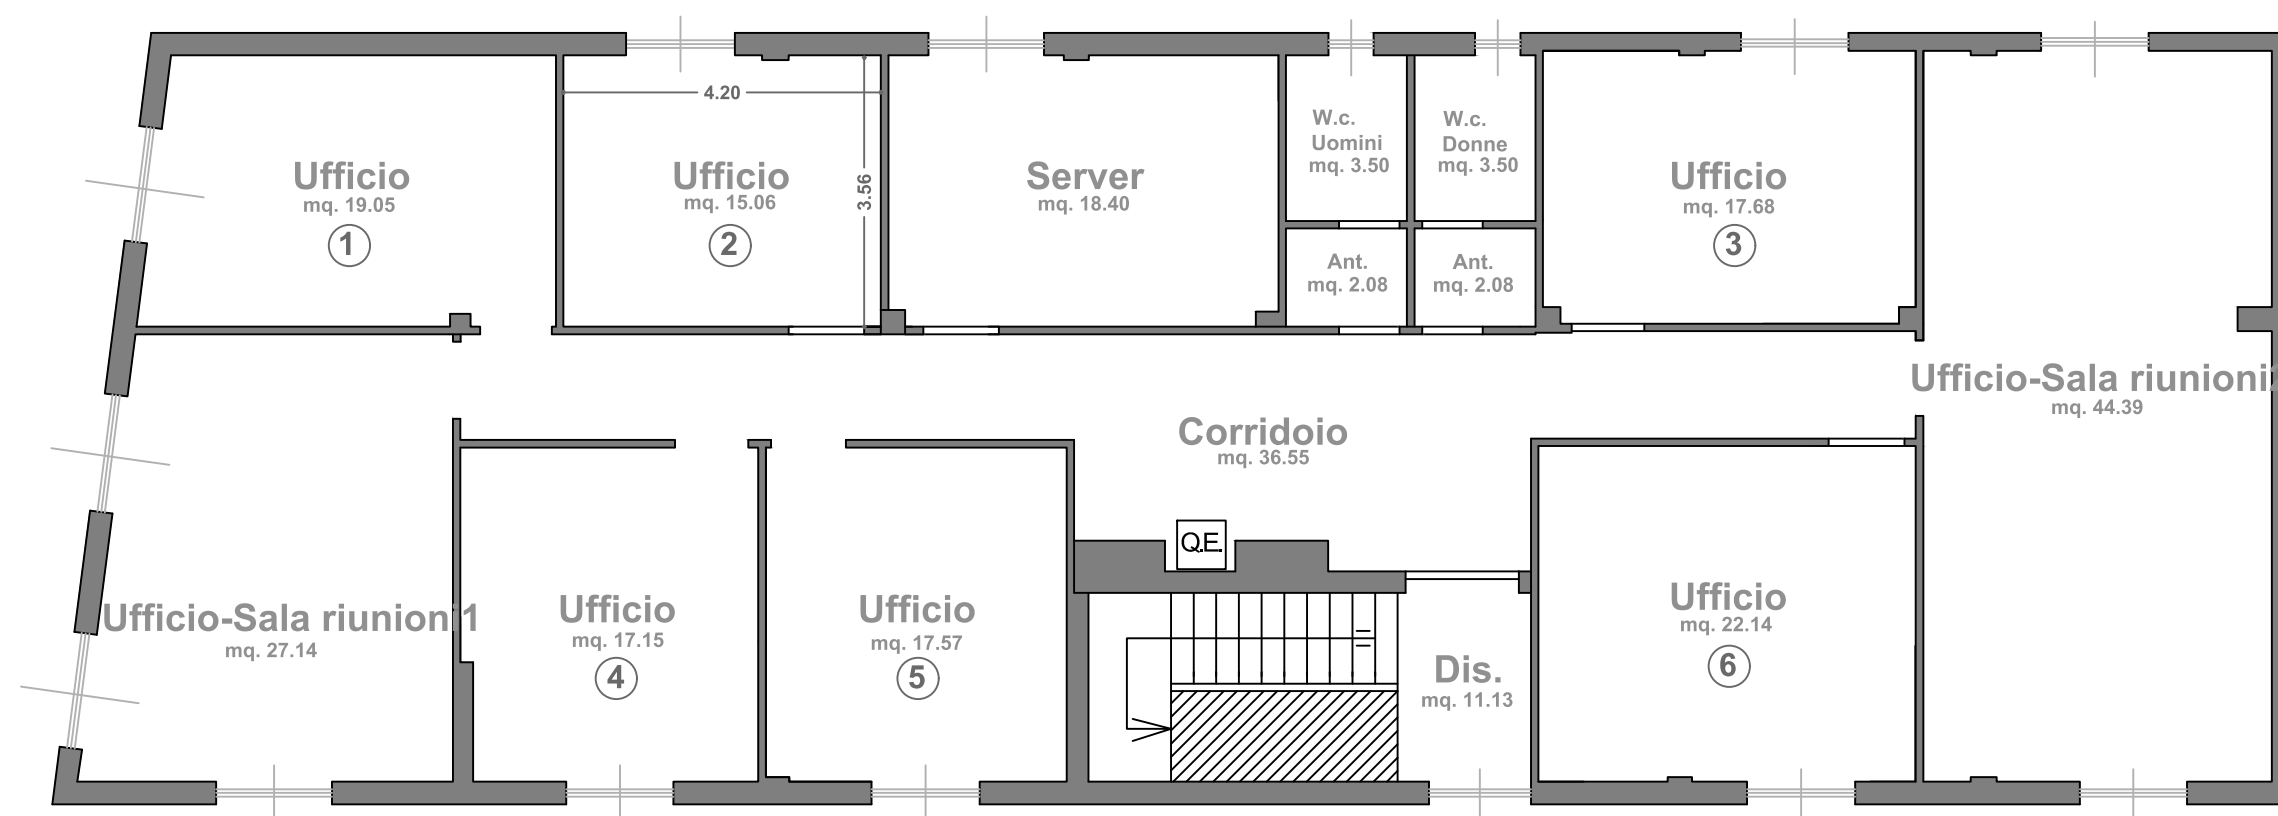 4.20
3.56
Ufficio
mq. 19.05
1
Ufficio
mq. 15.06
2
Server
mq. 18.40
W.c.
Uomini
mq. 3.50
W.c.
Donne
mq. 3.50
Ant.
mq. 2.08
Ant.
mq. 2.08
Ufficio
mq. 17.68
3
Ufficio-Sala riunioni2
mq. 44.39
Corridoio
mq. 36.55
Q.E.
Ufficio-Sala riunioni1
mq. 27.14
Ufficio
mq. 17.15
4
Ufficio
mq. 17.57
5
Dis.
mq. 11.13
Ufficio
mq. 22.14
6